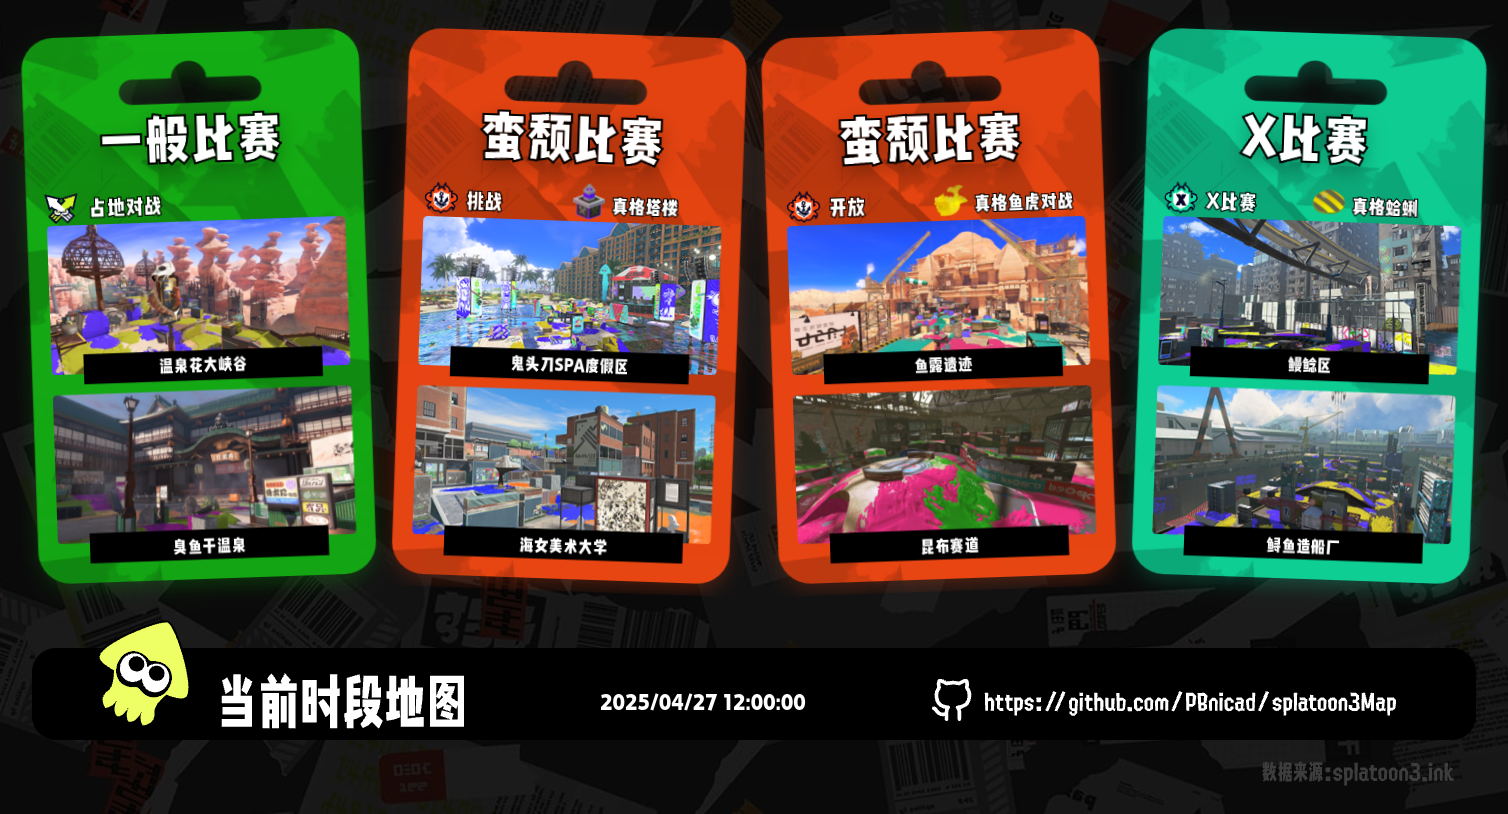 一般比赛
占地对战
温泉花大峡谷
臭鱼干温泉
蛮颓比赛
挑战
真格塔楼
鬼头刀SPA度假区
海女美术大学
蛮颓比赛
开放
真格鱼虎对战
鱼露遗迹
昆布赛道
X比赛
X比赛
真格蛤蜊
鳗鲶区
鲟鱼造船厂
当前时段地图
2025/04/27 12:00:00
https://github.com/PBnicad/splatoon3Map
数据来源:splatoon3.ink